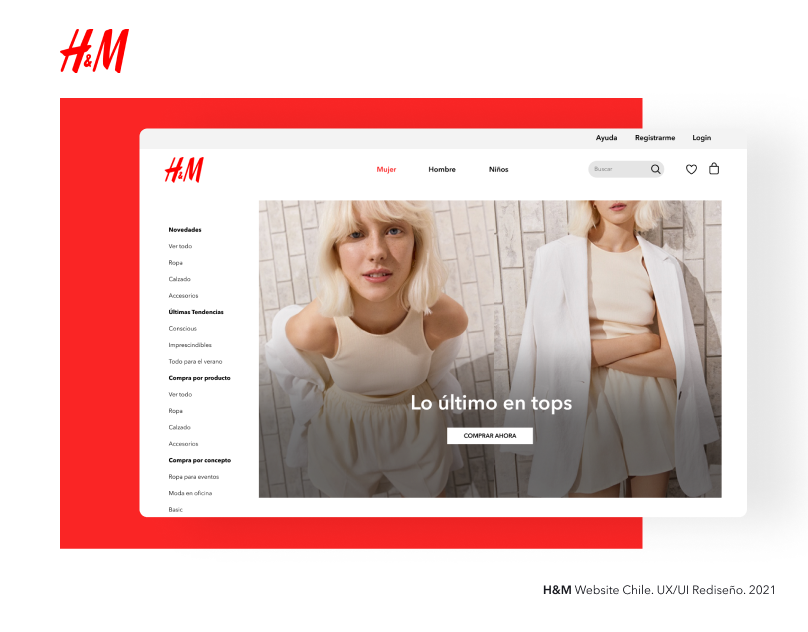 H&M
Ayuda Registrarme Login
H&M
Mujer Hombre Niños
Buscar
Novedades
Ver todo
Ropa
Calzado
Accesorios
Últimas Tendencias
Conscious
Imprescindibles
Todo para el verano
Compra por producto
Ver todo
Ropa
Calzado
Accesorios
Compra por concepto
Ropa para eventos
Moda en oficina
Basic
Lo último en tops
COMPRAR AHORA
H&M Website Chile. UX/UI Rediseño. 2021